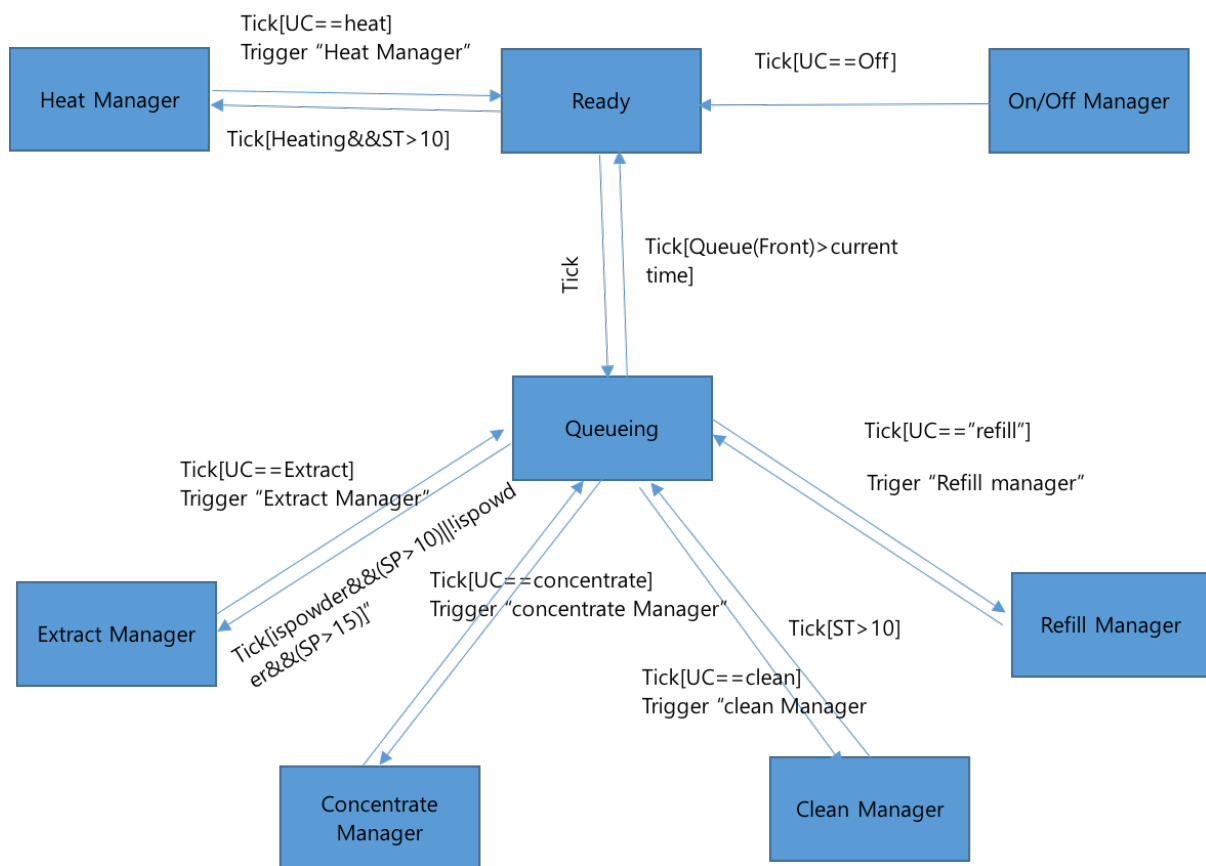 Tick[UC==heat]
Trigger “Heat Manager”
Heat Manager
Ready
Tick[UC==Off]
On/Off Manager
Tick[Heating&&ST>10]
Tick
Tick[Queue(Front)>current
time]
Queueing
Tick[UC==Extract]
Trigger “Extract Manager”
Tick[UC==”refill”]
Triger “Refill manager”
Tick[ispowder&&(SP>10)||!ispowd
er&&(SP>15)]”
Extract Manager
Tick[UC==concentrate]
Trigger “concentrate Manager”
Tick[ST>10]
Refill Manager
Tick[UC==clean]
Trigger “clean Manager
Concentrate
Manager
Clean Manager